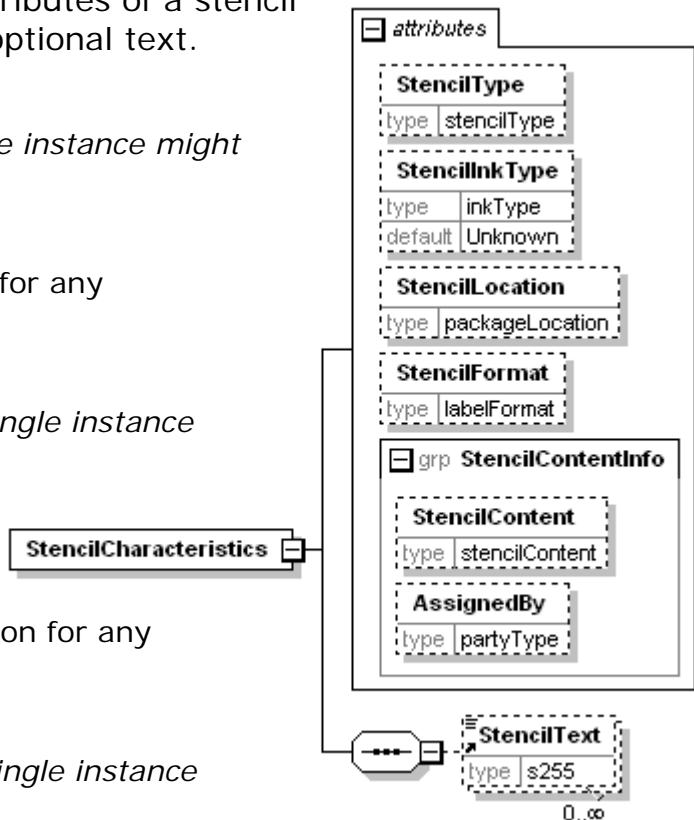 ributes of a stencil
optional text.
e instance might
for any
ngle instance
on for any
ingle instance
StencilCharacteristics
attributes
StencilType
type stencilType
StencilInkType
type inkType
default Unknown
StencilLocation
type packageLocation
StencilFormat
type labelFormat
grp StencilContentInfo
StencilContent
type stencilContent
AssignedBy
type partyType
StencilText
type s255
0..∞